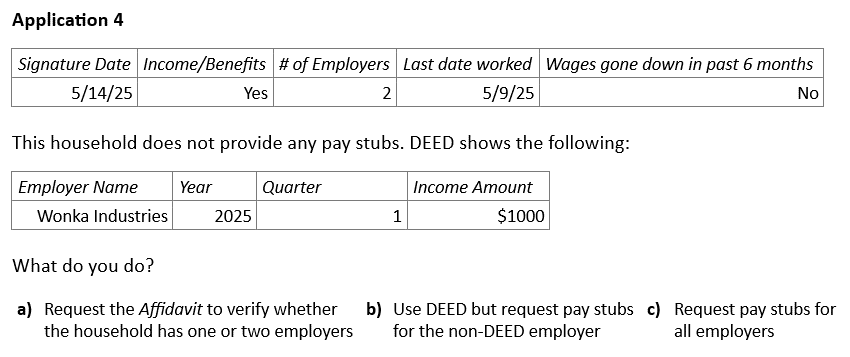 Application 4
Signature Date Income/Benefits # of Employers Last date worked Wages gone down in past 6 months
5/14/25 Yes 2 5/9/25 No
This household does not provide any pay stubs. DEED shows the following:
Employer Name Year Quarter Income Amount
Wonka Industries 2025 1 $1000
What do you do?
a) Request the Affidavit to verify whether b) Use DEED but request pay stubs c) Request pay stubs for
the household has one or two employers for the non-DEED employer all employers